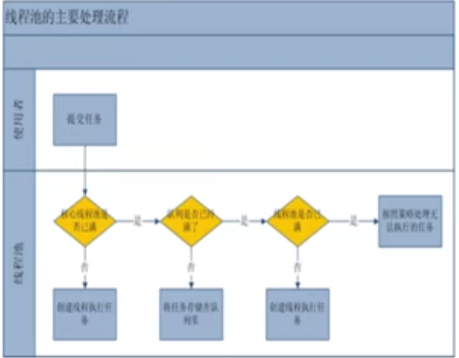 线程池的主要处理流程
使用者
提交任务
线程池
核心线程池是
否已满
是
队列是否已经
满了
是
线程池是否已
满
是
按照策略处理无
法执行的任务
否
否
否
创建线程执行任
务
将任务存储在队
列里
创建线程执行任
务